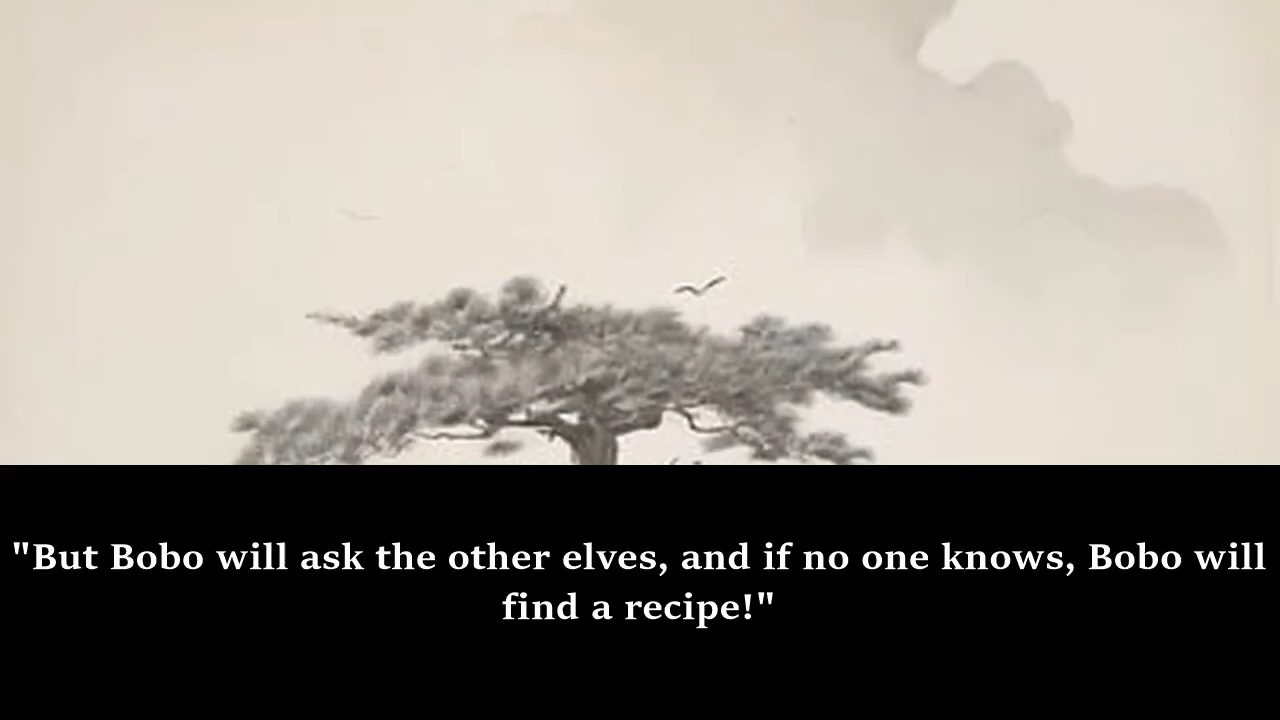 "But Bobo will ask the other elves, and if no one knows, Bobo will
find a recipe!"